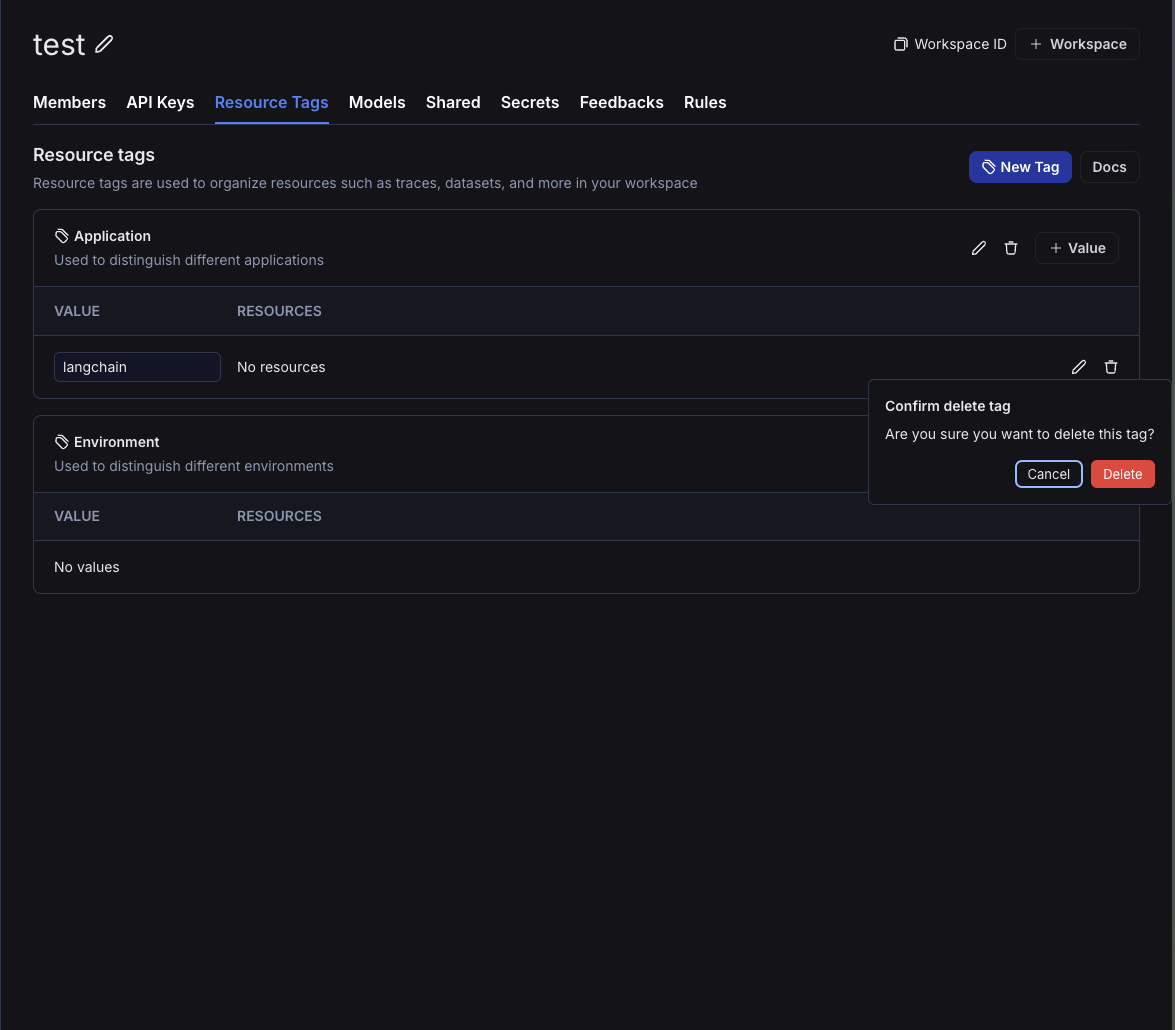 test
Workspace ID
Workspace
Members API Keys Resource Tags Models Shared Secrets Feedbacks Rules
Resource tags
Resource tags are used to organize resources such as traces, datasets, and more in your workspace
New Tag
Docs
Application
Used to distinguish different applications
Value
VALUE RESOURCES
langchain No resources
Confirm delete tag
Are you sure you want to delete this tag?
Cancel Delete
Environment
Used to distinguish different environments
VALUE RESOURCES
No values